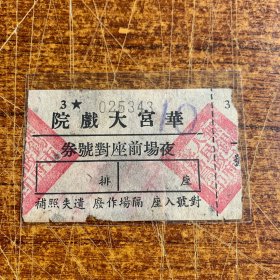 3★ 025343 3
華宮大戲院
夜場前座對號券
座 排
對號入座 隔場作廢 遺失照補